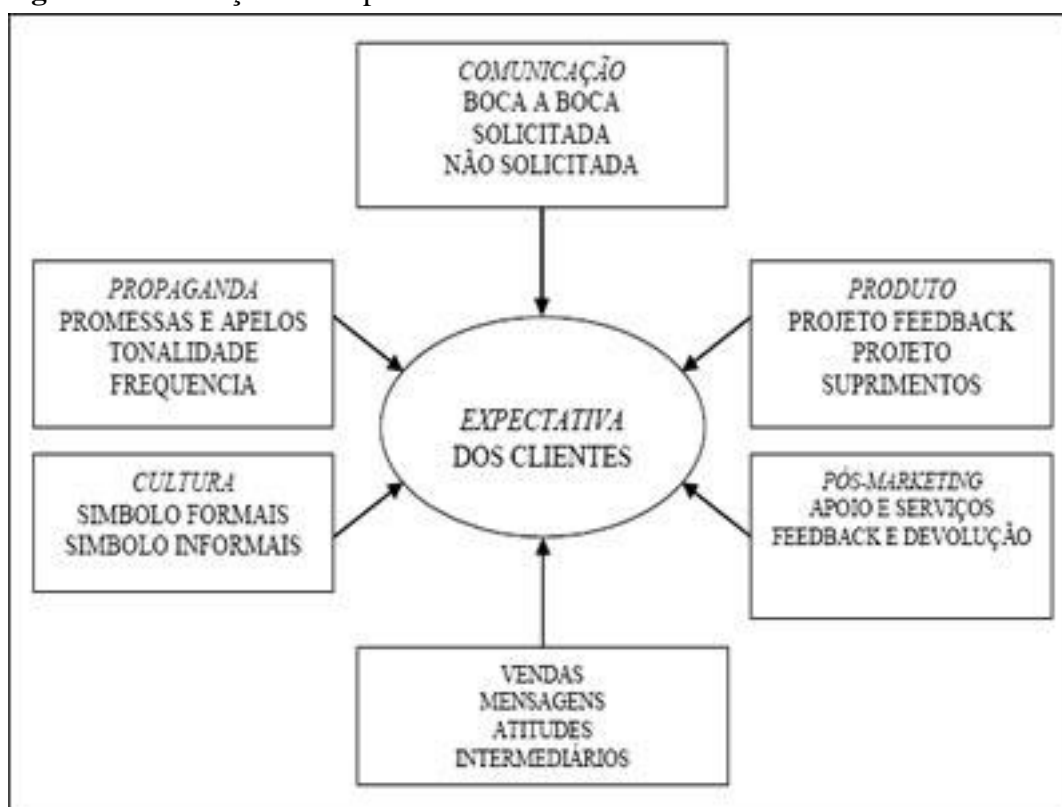 COMUNICAÇÃO
BOCA A BOCA
SOLICITADA
NÃO SOLICITADA
PROPAGANDA
PROMESSAS E APELOS
TONALIDADE
FREQUENCIA
PRODUTO
PROJETO FEEDBACK
PROJETO
SUPRIMENTOS
EXPECTATIVA
DOS CLIENTES
CULTURA
SIMBOLO FORMAIS
SIMBOLO INFORMAIS
PÓS-MARKETING
APOIO E SERVIÇOS
FEEDBACK E DEVOLUÇÃO
VENDAS
MENSAGENS
ATITUDES
INTERMEDIÁRIOS